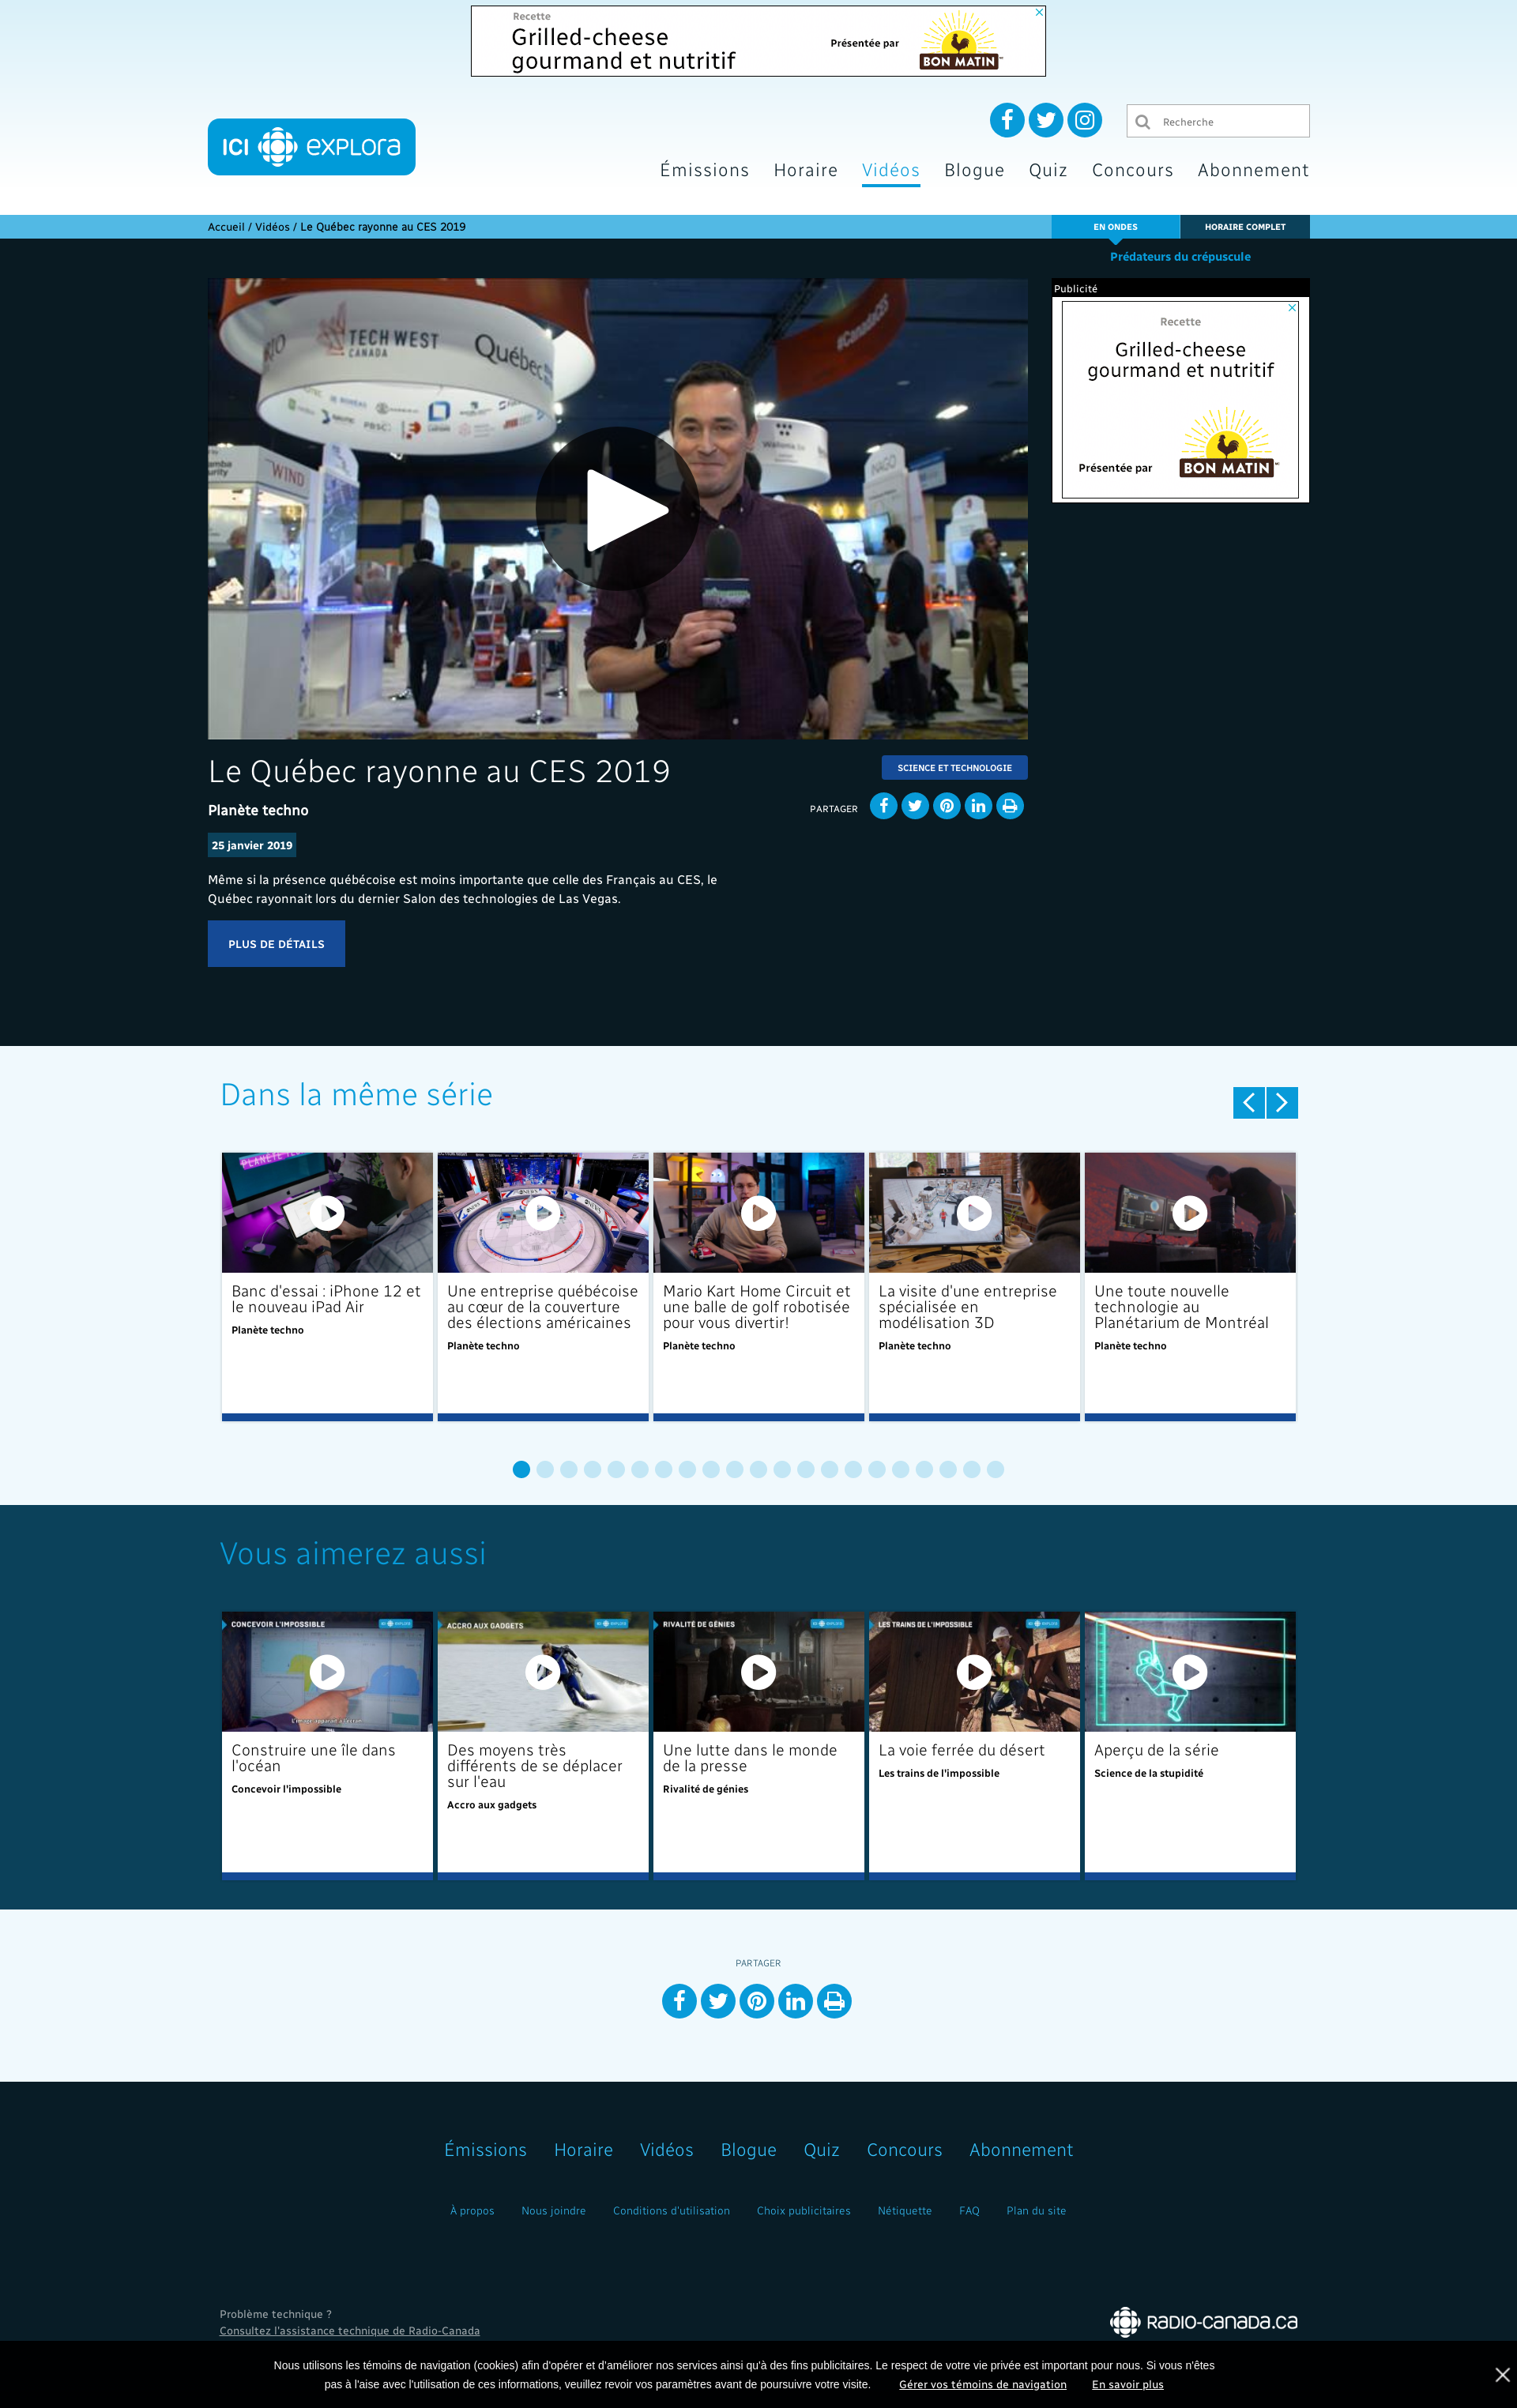 Recette
Grilled-cheese
gourmand et nutritif
Présentée par
BON MATIN
ICI explora
Recherche
Émissions Horaire Vidéos Blogue Quiz Concours Abonnement
Accueil / Vidéos / Le Québec rayonne au CES 2019
EN ONDES
HORAIRE COMPLET
Prédateurs du crépuscule
TECH WEST
CANADA
Québec
#CanadaCES
WIND
Publicité
Recette
Grilled-cheese
gourmand et nutritif
Présentée par
BON MATIN
Le Québec rayonne au CES 2019
SCIENCE ET TECHNOLOGIE
Planète techno
PARTAGER
25 janvier 2019
Même si la présence québécoise est moins importante que celle des Français au CES, le
Québec rayonnait lors du dernier Salon des technologies de Las Vegas.
PLUS DE DÉTAILS
Dans la même série
Banc d'essai : iPhone 12 et
le nouveau iPad Air
Planète techno
Une entreprise québécoise
au cœur de la couverture
des élections américaines
Planète techno
Mario Kart Home Circuit et
une balle de golf robotisée
pour vous divertir!
Planète techno
La visite d'une entreprise
spécialisée en
modélisation 3D
Planète techno
Une toute nouvelle
technologie au
Planétarium de Montréal
Planète techno
Vous aimerez aussi
CONCEVOIR L'IMPOSSIBLE
Construire une île dans
l'océan
Concevoir l'impossible
ACCRO AUX GADGETS
Des moyens très
différents de se déplacer
sur l'eau
Accro aux gadgets
RIVALITÉ DE GÉNIES
Une lutte dans le monde
de la presse
Rivalité de génies
LES TRAINS DE L'IMPOSSIBLE
La voie ferrée du désert
Les trains de l'impossible
Aperçu de la série
Science de la stupidité
PARTAGER
Émissions Horaire Vidéos Blogue Quiz Concours Abonnement
À propos Nous joindre Conditions d'utilisation Choix publicitaires Nétiquette FAQ Plan du site
Problème technique ?
Consultez l'assistance technique de Radio-Canada
Radio-Canada.ca
Nous utilisons les témoins de navigation (cookies) afin d'opérer et d'améliorer nos services ainsi qu'à des fins publicitaires. Le respect de votre vie privée est important pour nous. Si vous n'êtes
pas à l'aise avec l'utilisation de ces informations, veuillez revoir vos paramètres avant de poursuivre votre visite. Gérer vos témoins de navigation En savoir plus